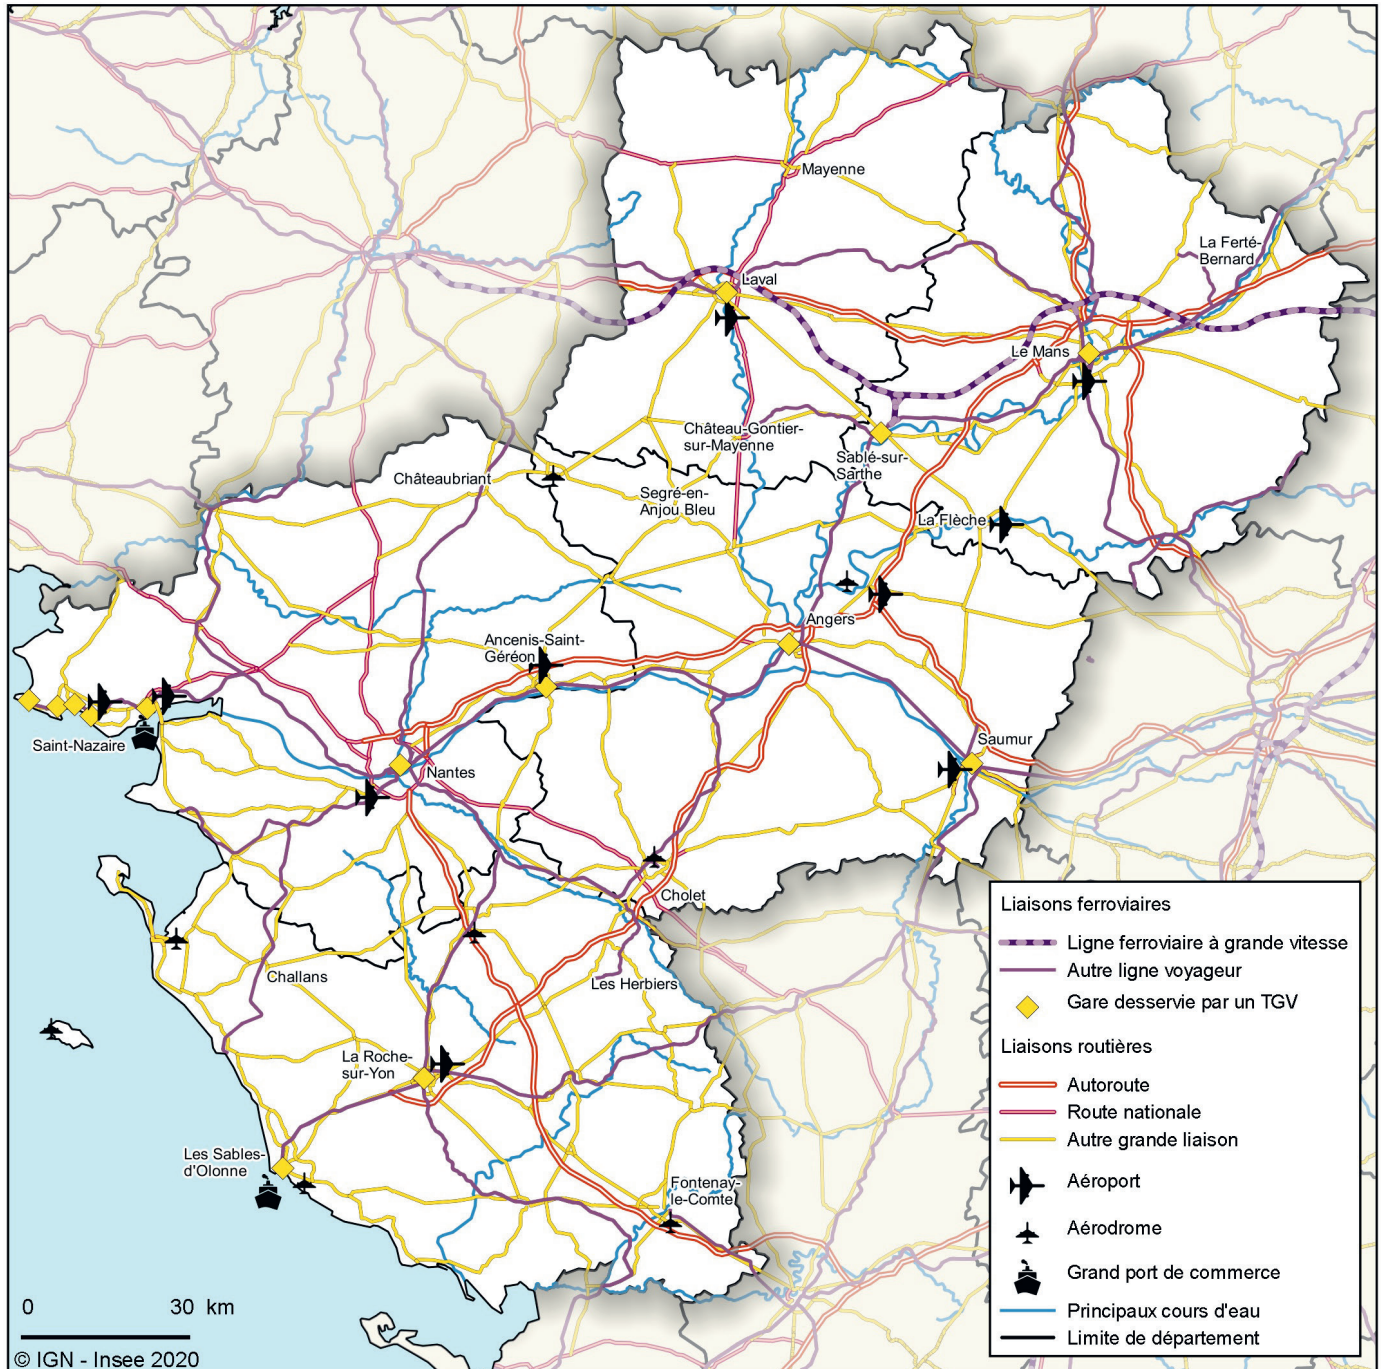 Mayenne
La Ferté-
Bernard
Laval
Le Mans
Château-Gontier-
sur-Mayenne
Sablé-sur-
Sarthe
Châteaubriant
Segré-en-
Anjou Bleu
La Flèche
Angers
Ancenis-Saint-
Géréon
Saint-Nazaire
Nantes
Saumur
Cholet
Challans
Les Herbiers
La Roche-
sur-Yon
Les Sables-
d'Olonne
Fontenay-
le-Comte
Liaisons ferroviaires
Ligne ferroviaire à grande vitesse
Autre ligne voyageur
Gare desservie par un TGV
Liaisons routières
Autoroute
Route nationale
Autre grande liaison
Aéroport
Aérodrome
Grand port de commerce
Principaux cours d'eau
Limite de département
0 30 km
© IGN - Insee 2020